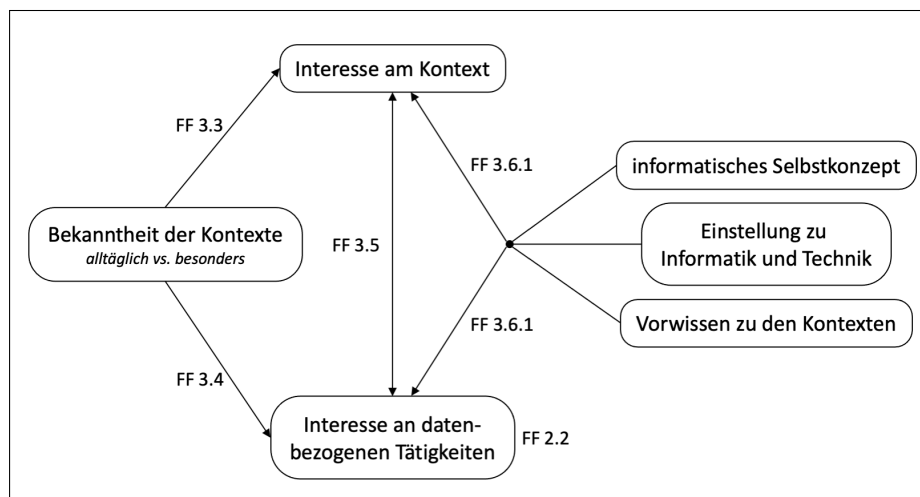 Interesse am Kontext
FF 3.3
FF 3.6.1
informatisches Selbstkonzept
Bekanntheit der Kontexte
alltäglich vs. besonders
FF 3.5
Einstellung zu
Informatik und Technik
FF 3.6.1
Vorwissen zu den Kontexten
FF 3.4
Interesse an daten-
bezogenen Tätigkeiten
FF 2.2